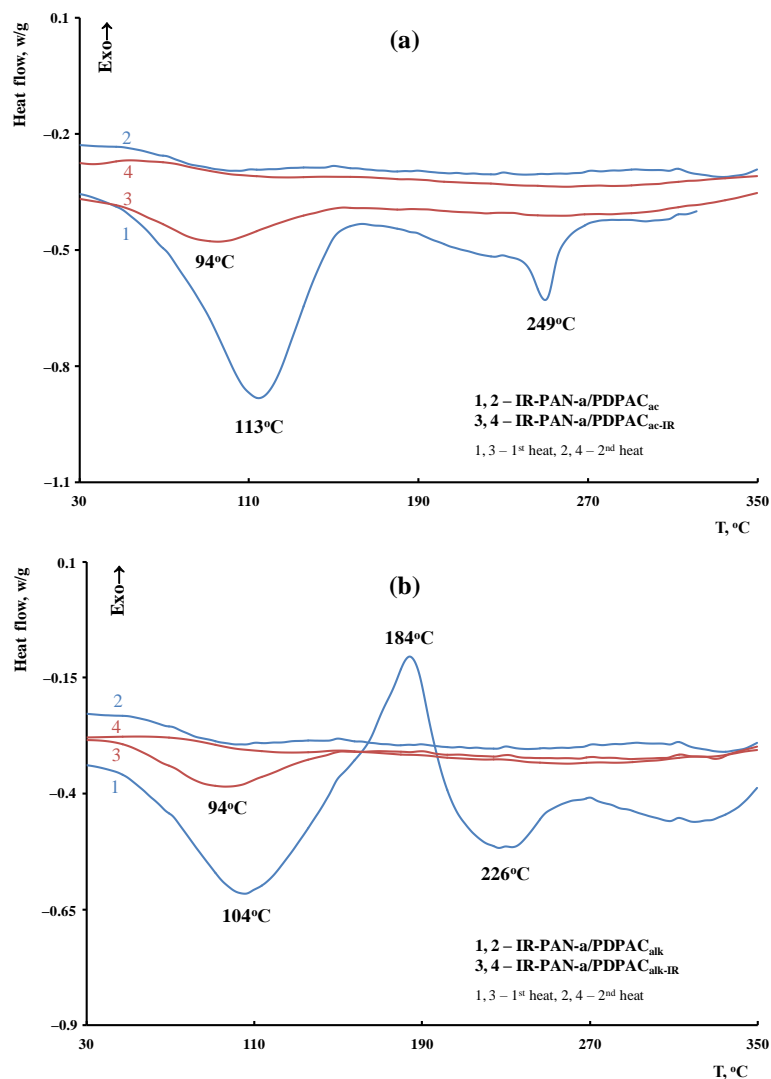 0.1
(a)
Exo→
Heat flow, w/g
2
−0.2
4
3
1
−0.5
94°C
249°C
−0.8
1, 2 – IR-PAN-a/PDPACac
113°C
3, 4 – IR-PAN-a/PDPACac-IR
1, 3 – 1st heat, 2, 4 – 2nd heat
−1.1
30 110 190 270 350
T, °C
0.1
(b)
Exo→
Heat flow, w/g
184°C
−0.15
2
4
3
1
−0.4
94°C
226°C
−0.65
104°C
1, 2 – IR-PAN-a/PDPACalk
3, 4 – IR-PAN-a/PDPACalk-IR
1, 3 – 1st heat, 2, 4 – 2nd heat
−0.9
30 110 190 270 350
T, °C